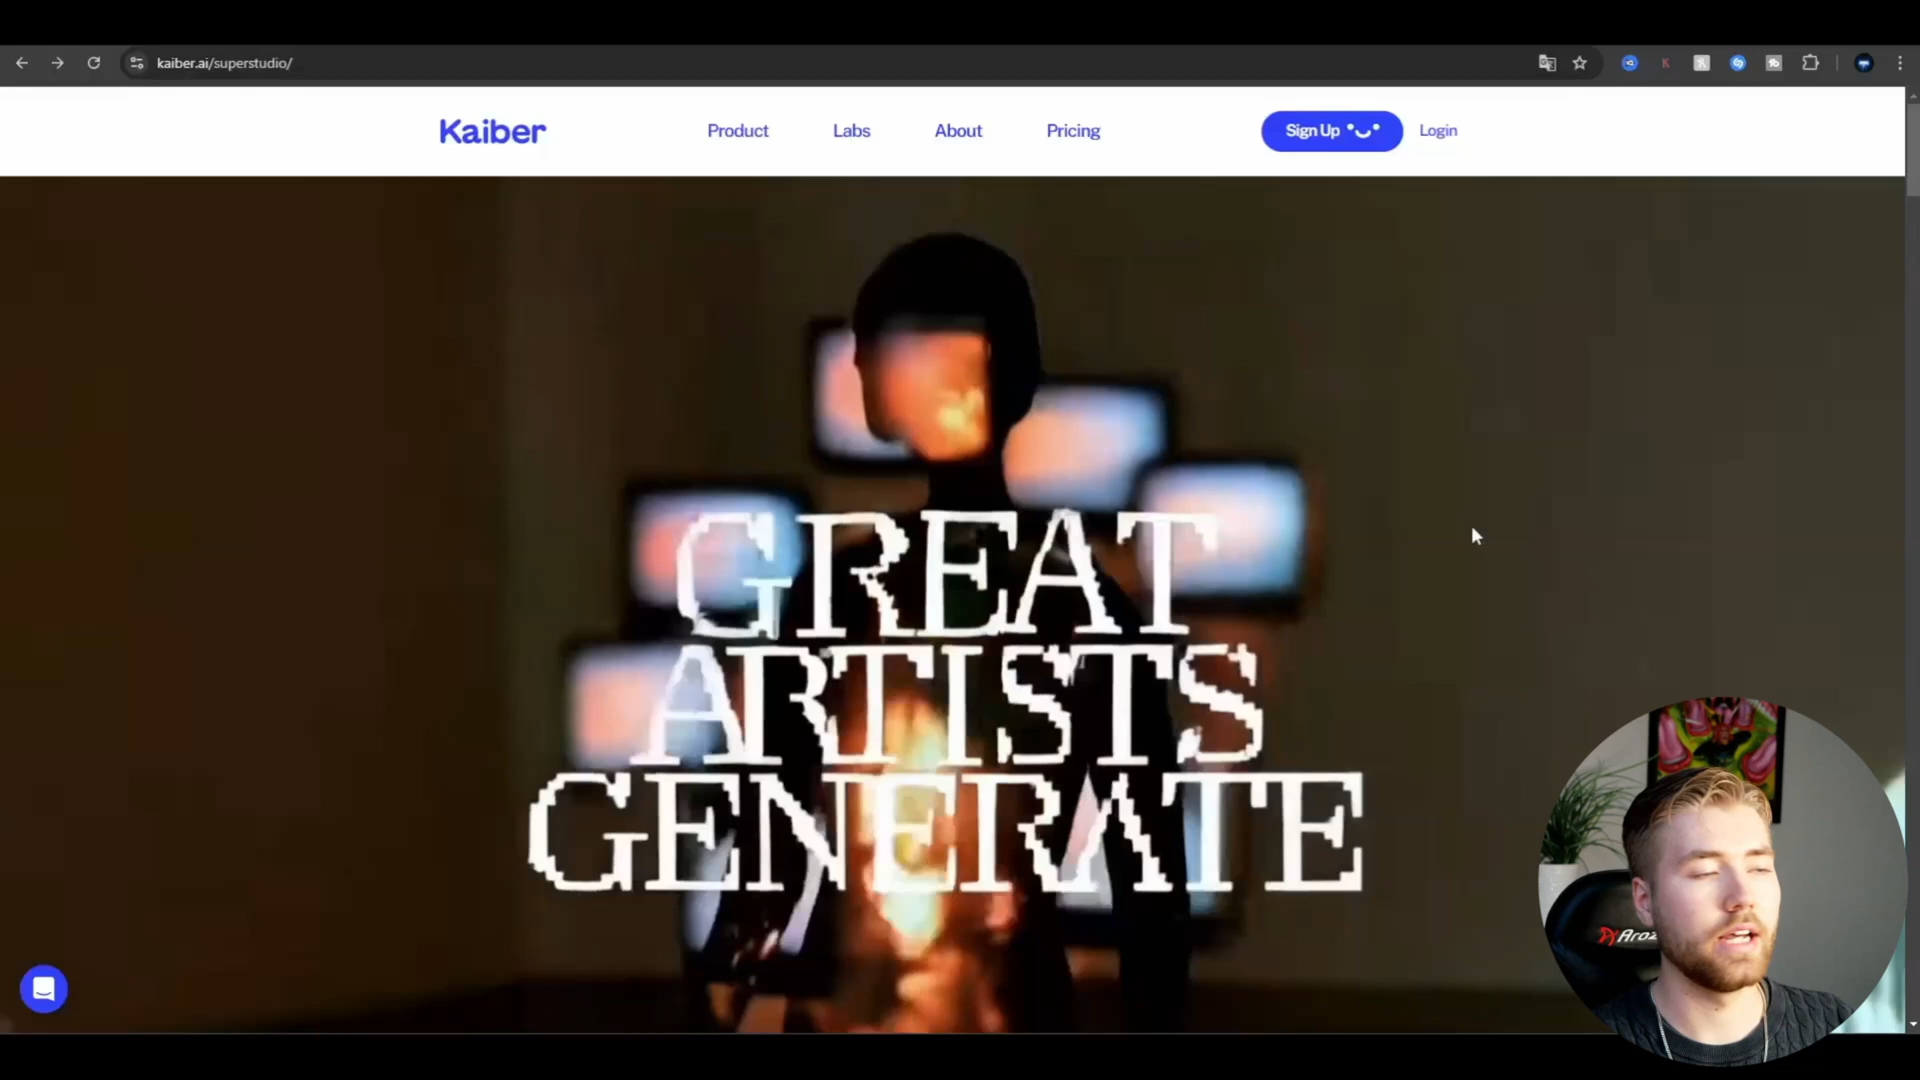 kaiber.ai/superstudio/
Kaiber
Product
Labs
About
Pricing
Sign Up
Login
GREAT
ARTISTS
GENERATE